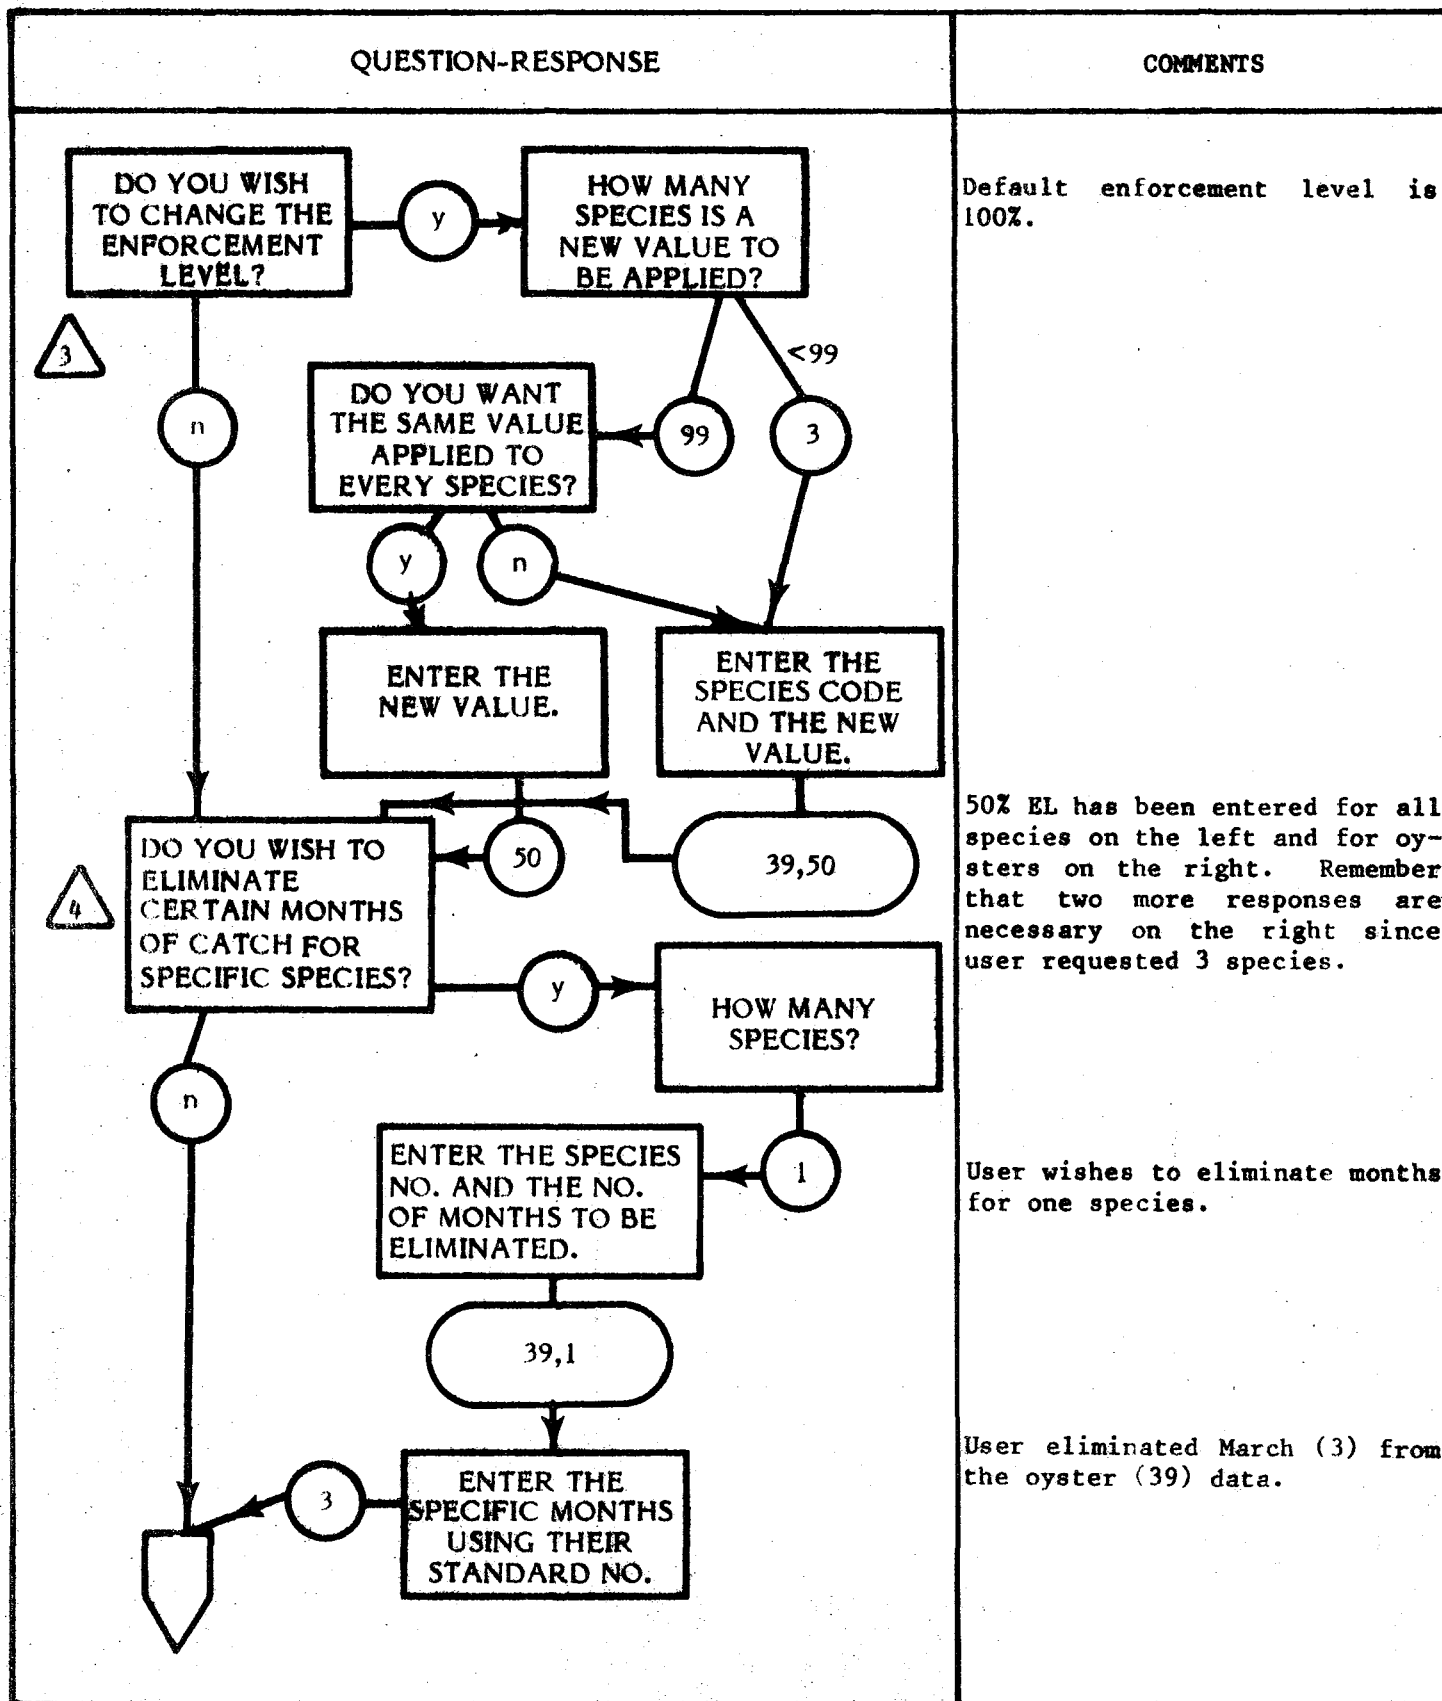 QUESTION-RESPONSE
COMMENTS
DO YOU WISH
TO CHANGE THE
ENFORCEMENT
LEVEL?
y
HOW MANY
SPECIES IS A
NEW VALUE TO
BE APPLIED?
Default enforcement level is
100%.
3
n
<99
DO YOU WANT
THE SAME VALUE
APPLIED TO
EVERY SPECIES?
99
3
y
n
ENTER THE
NEW VALUE.
ENTER THE
SPECIES CODE
AND THE NEW
VALUE.
50
39,50
50% EL has been entered for all
species on the left and for oy-
sters on the right. Remember
that two more responses are
necessary on the right since
user requested 3 species.
4
DO YOU WISH TO
ELIMINATE
CERTAIN MONTHS
OF CATCH FOR
SPECIFIC SPECIES?
y
HOW MANY
SPECIES?
n
1
ENTER THE SPECIES
NO. AND THE NO.
OF MONTHS TO BE
ELIMINATED.
User wishes to eliminate months
for one species.
39,1
ENTER THE
SPECIFIC MONTHS
USING THEIR
STANDARD NO.
3
User eliminated March (3) from
the oyster (39) data.